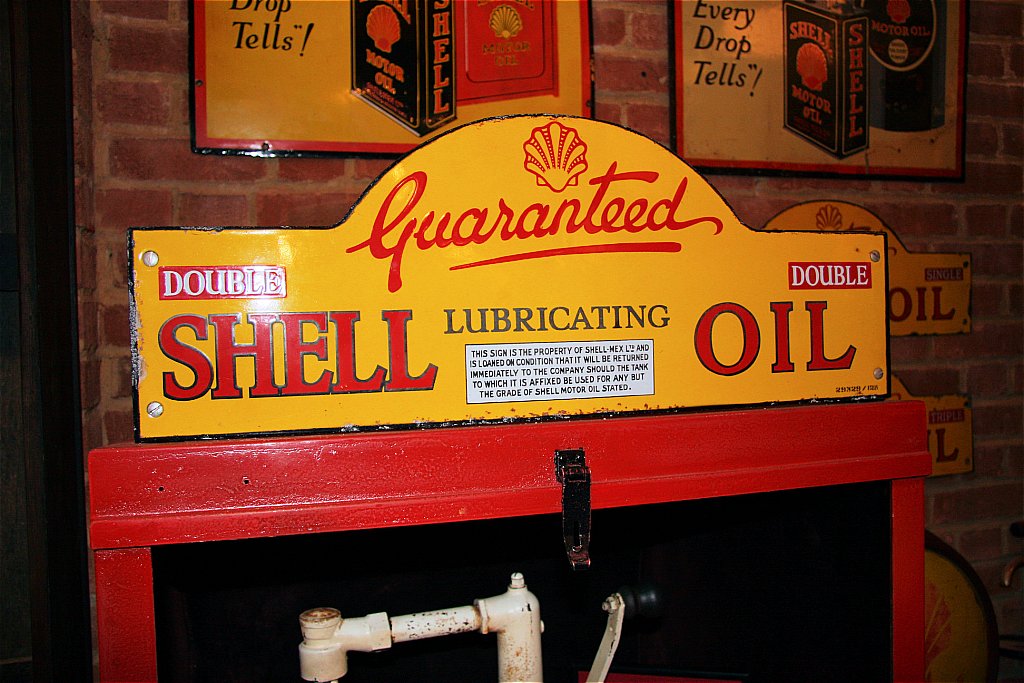 Drop
Tells"!
SHELL
MOTOR
OIL
SHELL
MOTOR
OIL
Every
Drop
Tells"!
SHELL
MOTOR
OIL
SHELL
MOTOR OIL
Guaranteed
DOUBLE
DOUBLE
SHELL
LUBRICATING
OIL
THIS SIGN IS THE PROPERTY OF SHELL-MEX LTD AND
IS LOANED ON CONDITION THAT IT WILL BE RETURNED
IMMEDIATELY TO THE COMPANY SHOULD THE TANK
TO WHICH IT IS AFFIXED BE USED FOR ANY BUT
THE GRADE OF SHELL MOTOR OIL STATED.
SINGLE
OIL
TRIPLE
IL